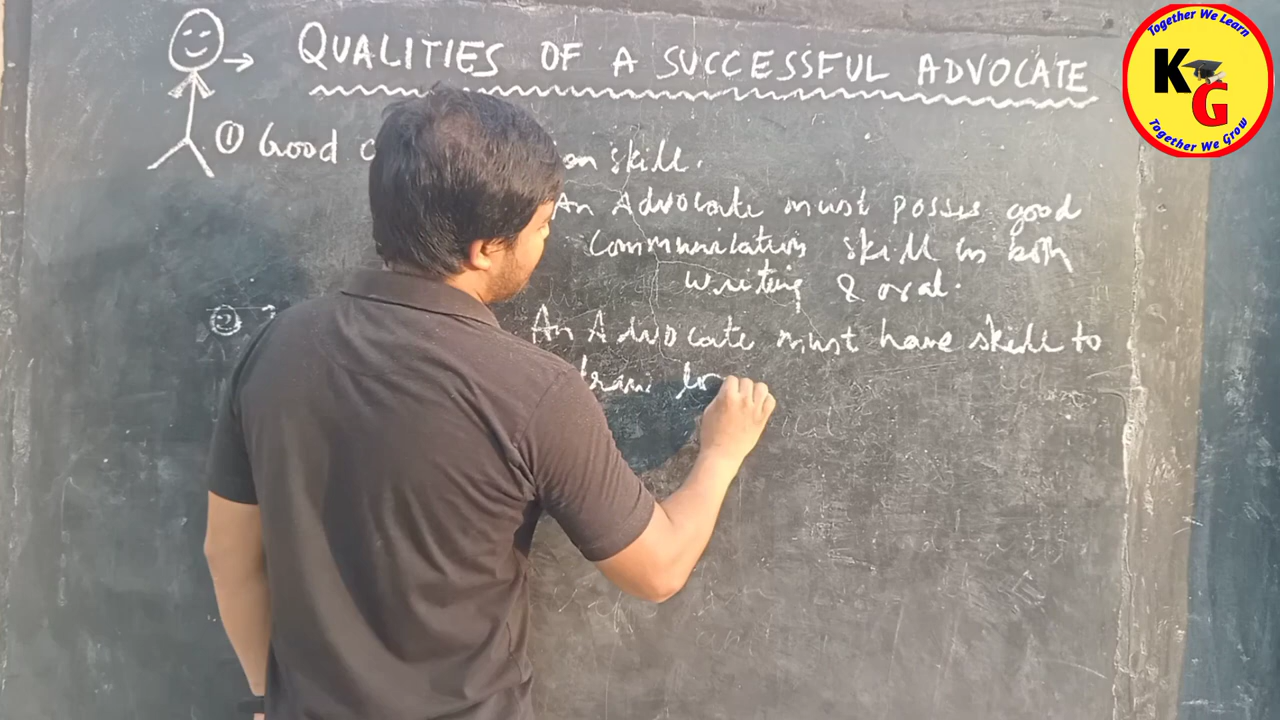 QUALITIES OF A SUCCESSFUL ADVOCATE
① Good skill.
An Advocate must posses good
Communication skill in both
writing & oral.
②
An Advocate must have skill to
Together We Learn
KG
Together We Grow